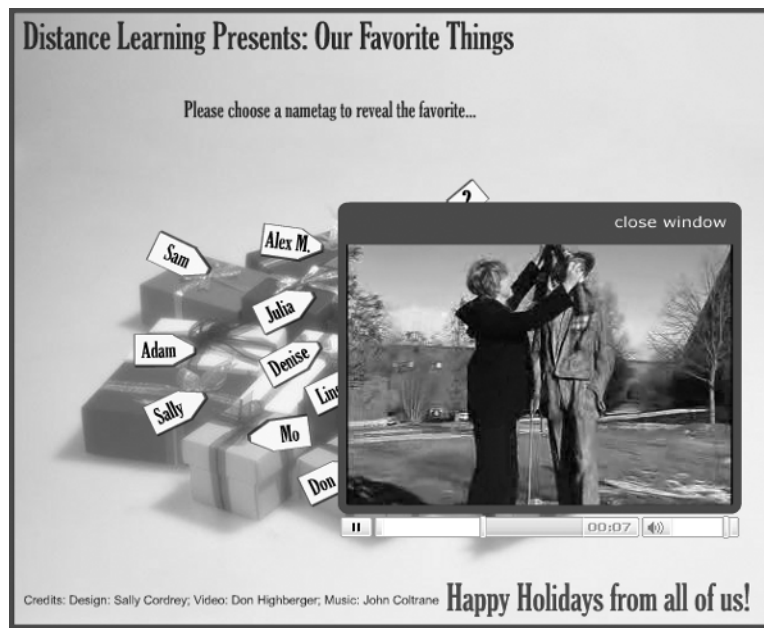 Distance Learning Presents: Our Favorite Things
Please choose a nametag to reveal the favorite...
?
close window
Alex M.
Sam
Julia
Adam
Denise
Sally
Mo
Don
00:07
Credits: Design: Sally Cordrey; Video: Don Highberger; Music: John Coltrane
Happy Holidays from all of us!